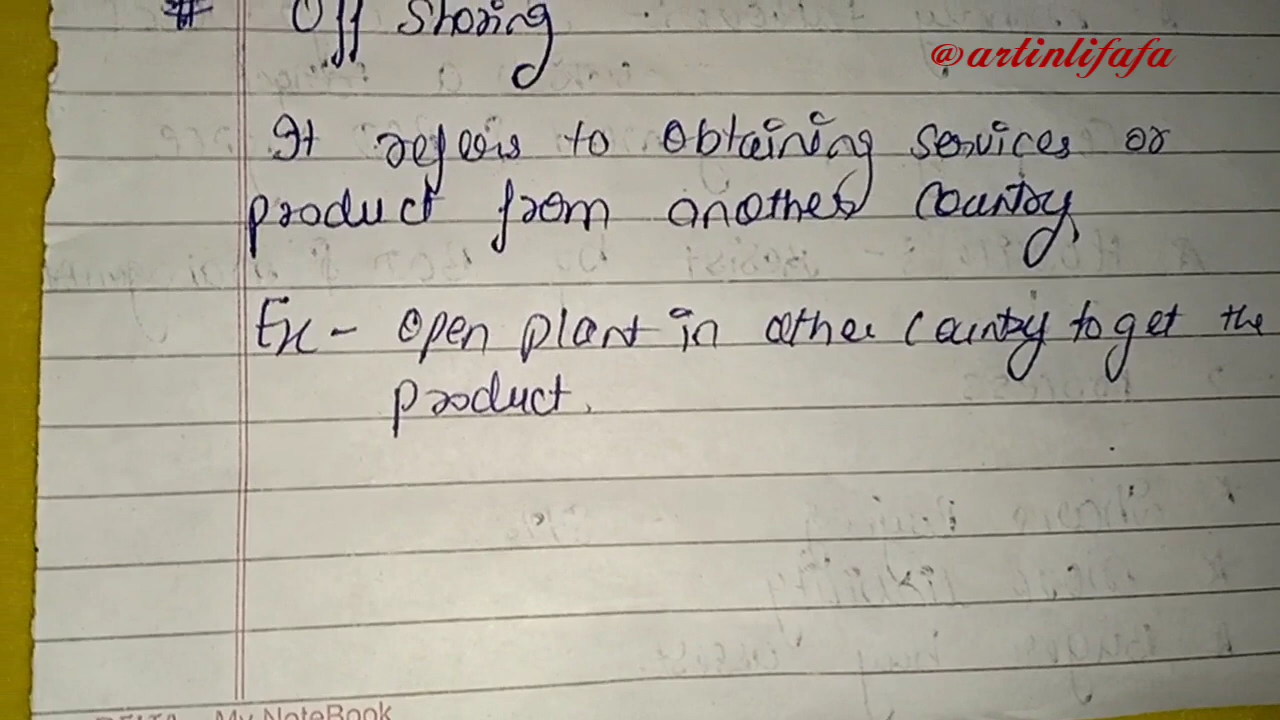 # Off Shoring
@artinlifafa
It refers to obtaining services or
product from another country,
Ex - open plant in other country to get the
product.
My NoteBook